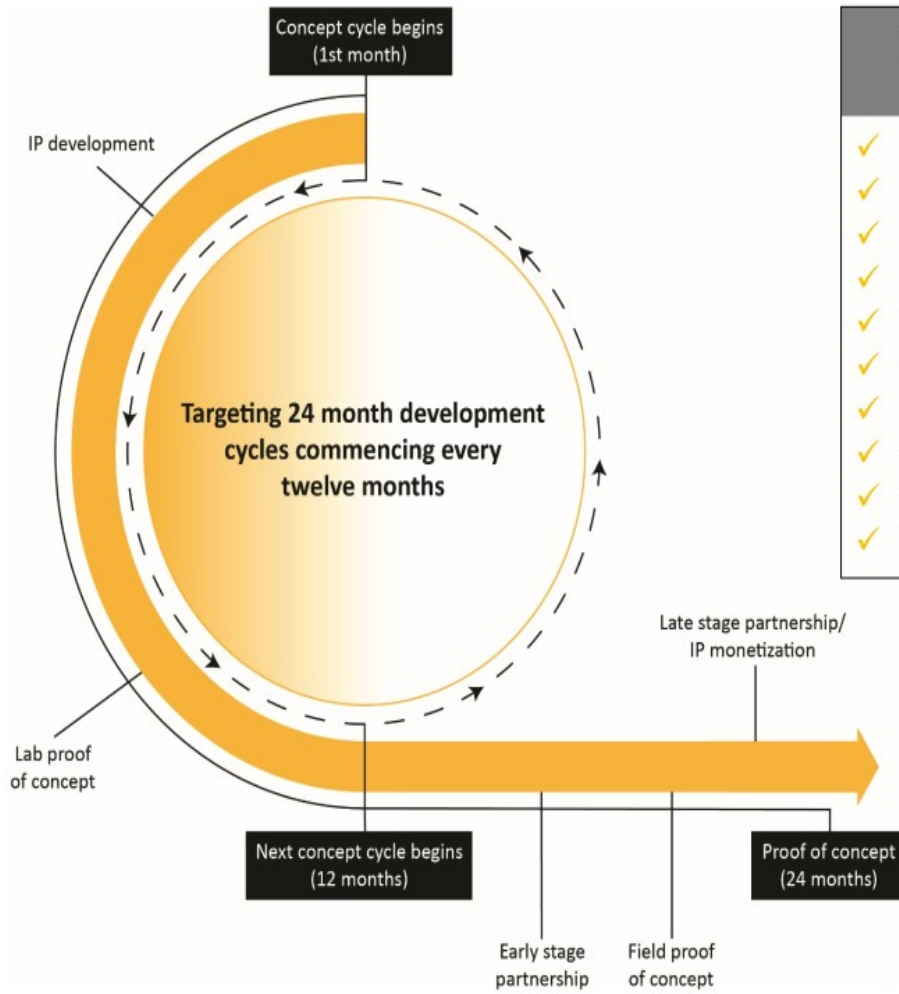 Concept cycle begins
(1st month)
IP development
Targeting 24 month development
cycles commencing every
twelve months
Late stage partnership/
IP monetization
Lab proof
of concept
Next concept cycle begins
(12 months)
Proof of concept
(24 months)
Early stage
partnership
Field proof
of concept